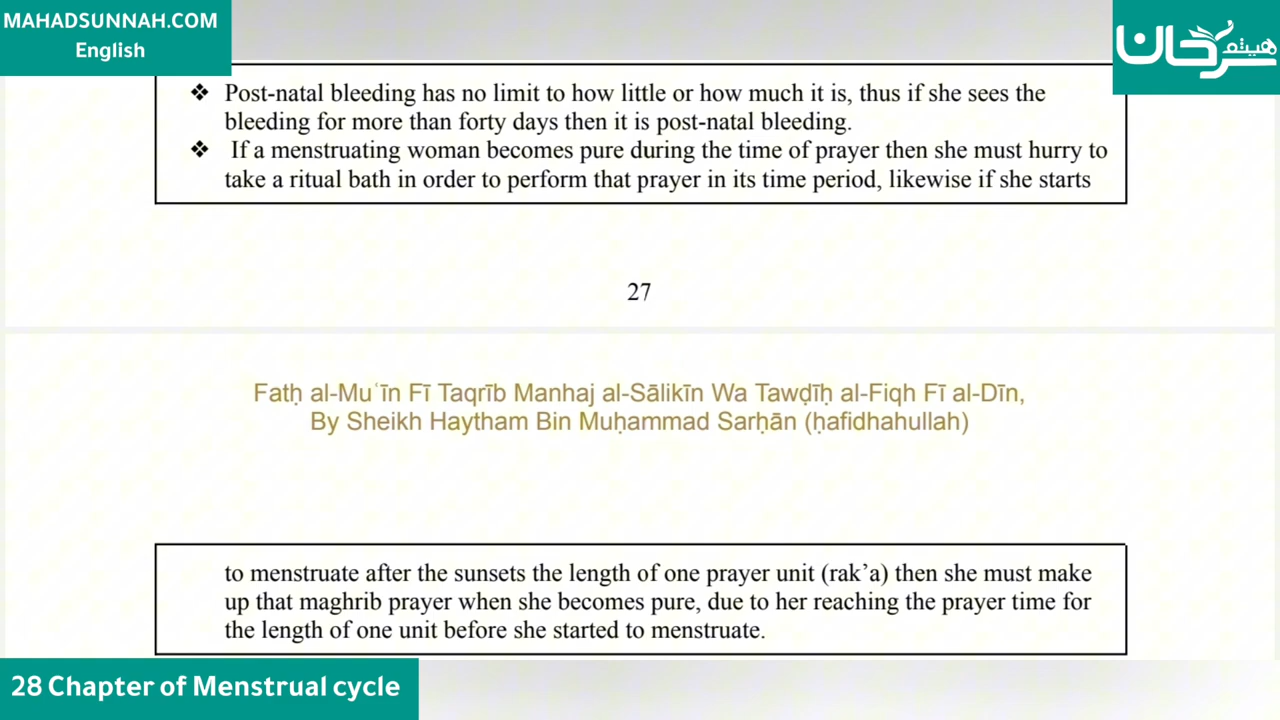 MAHADSUNNAH.COM
English
هيثم
سرحان
❖ Post-natal bleeding has no limit to how little or how much it is, thus if she sees the
bleeding for more than forty days then it is post-natal bleeding.
❖ If a menstruating woman becomes pure during the time of prayer then she must hurry to
take a ritual bath in order to perform that prayer in its time period, likewise if she starts
27
Fatḥ al-Muʿīn Fī Taqrīb Manhaj al-Sālikīn Wa Tawḍīḥ al-Fiqh Fī al-Dīn,
By Sheikh Haytham Bin Muḥammad Sarḥān (ḥafidhahullah)
to menstruate after the sunsets the length of one prayer unit (rak’a) then she must make
up that maghrib prayer when she becomes pure, due to her reaching the prayer time for
the length of one unit before she started to menstruate.
28 Chapter of Menstrual cycle